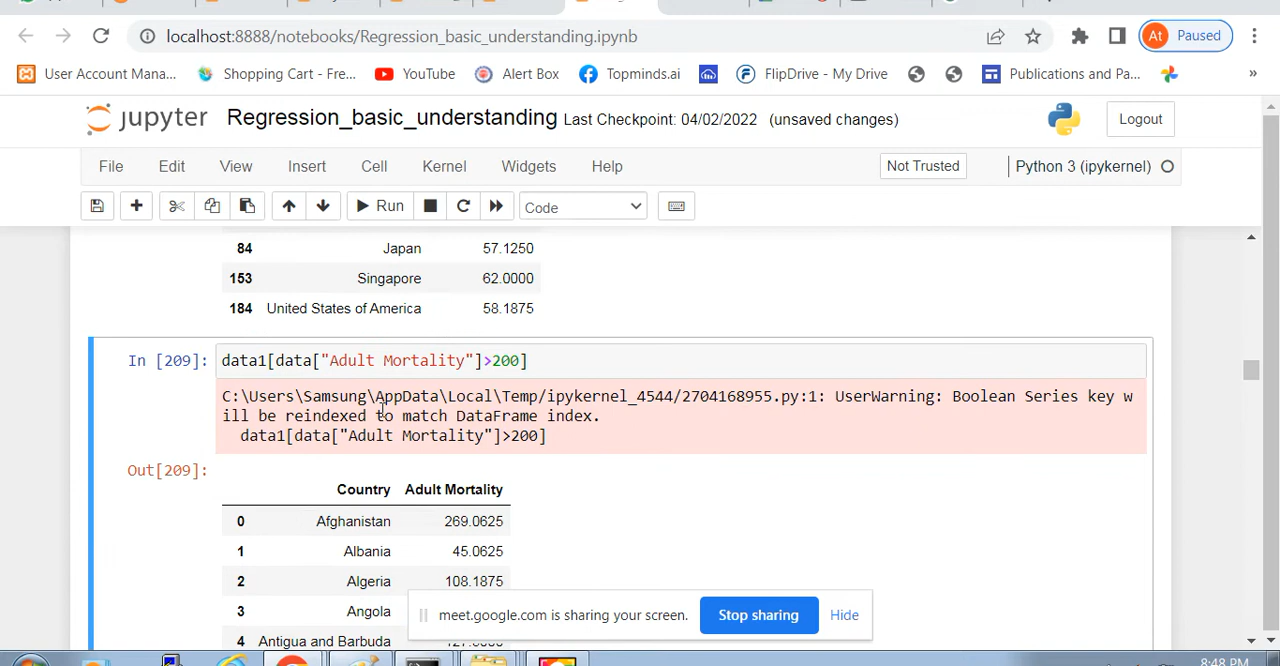 localhost:8888/notebooks/Regression_basic_understanding.ipynb
At Paused
User Account Mana... Shopping Cart - Fre... YouTube Alert Box Topminds.ai FlipDrive - My Drive Publications and Pa... »
jupyter Regression_basic_understanding Last Checkpoint: 04/02/2022 (unsaved changes) Logout
File Edit View Insert Cell Kernel Widgets Help Not Trusted Python 3 (ipykernel)
Run Code
84 Japan 57.1250
153 Singapore 62.0000
184 United States of America 58.1875
In [209]: data1[data["Adult Mortality"]>200]
C:\Users\Samsung\AppData\Local\Temp/ipykernel_4544/2704168955.py:1: UserWarning: Boolean Series key w
ill be reindexed to match DataFrame index.
data1[data["Adult Mortality"]>200]
Out[209]:
Country Adult Mortality
0 Afghanistan 269.0625
1 Albania 45.0625
2 Algeria 108.1875
3 Angola
4 Antigua and Barbuda
meet.google.com is sharing your screen. Stop sharing Hide
8:48 PM